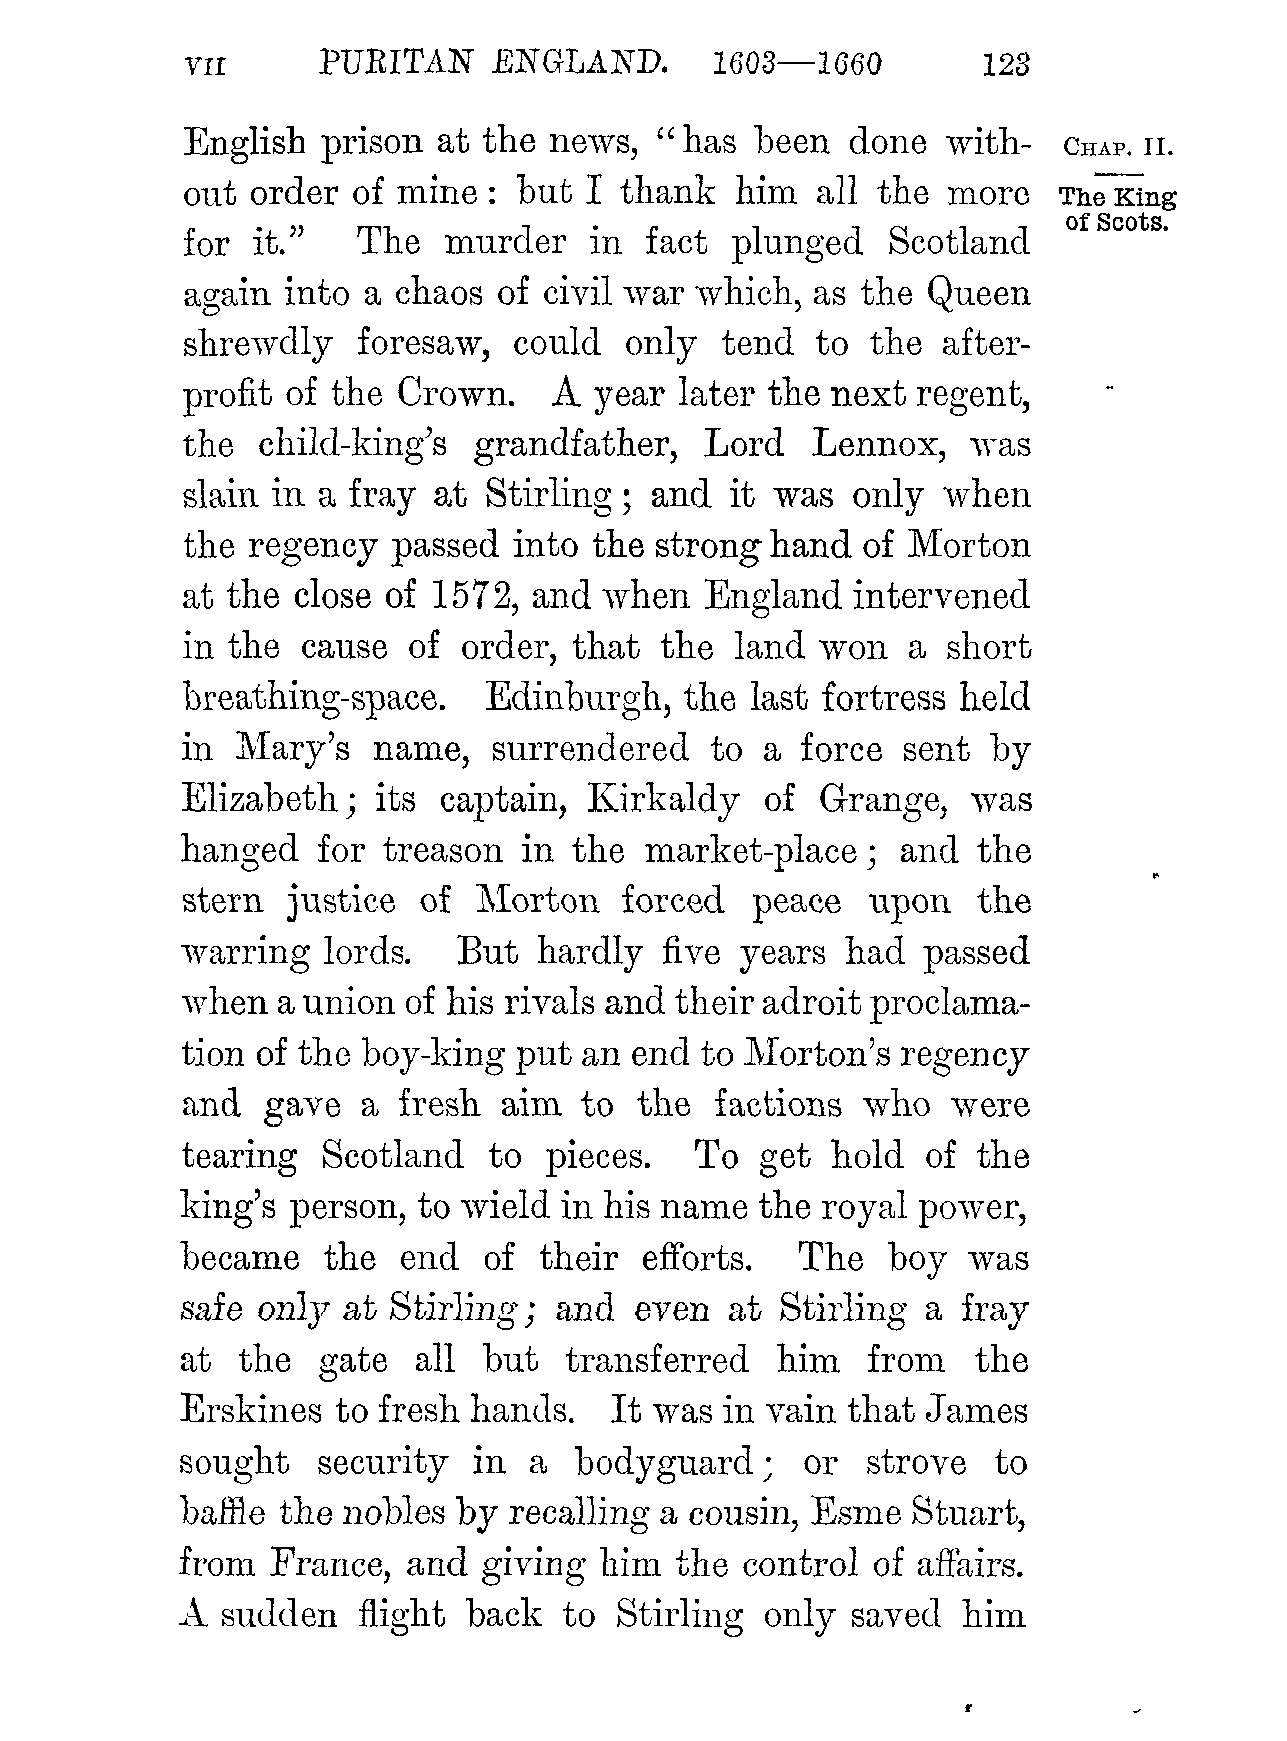 VII PURITAN ENGLAND. 1603—1660 123
English prison at the news, “has been done with-
out order of mine: but I thank him all the more
for it.” The murder in fact plunged Scotland
again into a chaos of civil war which, as the Queen
shrewdly foresaw, could only tend to the after-
profit of the Crown. A year later the next regent,
the child-king’s grandfather, Lord Lennox, was
slain in a fray at Stirling; and it was only when
the regency passed into the strong hand of Morton
at the close of 1572, and when England intervened
in the cause of order, that the land won a short
breathing-space. Edinburgh, the last fortress held
in Mary’s name, surrendered to a force sent by
Elizabeth; its captain, Kirkaldy of Grange, was
hanged for treason in the market-place; and the
stern justice of Morton forced peace upon the
warring lords. But hardly five years had passed
when a union of his rivals and their adroit proclama-
tion of the boy-king put an end to Morton’s regency
and gave a fresh aim to the factions who were
tearing Scotland to pieces. To get hold of the
king’s person, to wield in his name the royal power,
became the end of their efforts. The boy was
safe only at Stirling; and even at Stirling a fray
at the gate all but transferred him from the
Erskines to fresh hands. It was in vain that James
sought security in a bodyguard; or strove to
baffle the nobles by recalling a cousin, Esme Stuart,
from France, and giving him the control of affairs.
A sudden flight back to Stirling only saved him
CHAP. II.
The King
of Scots.